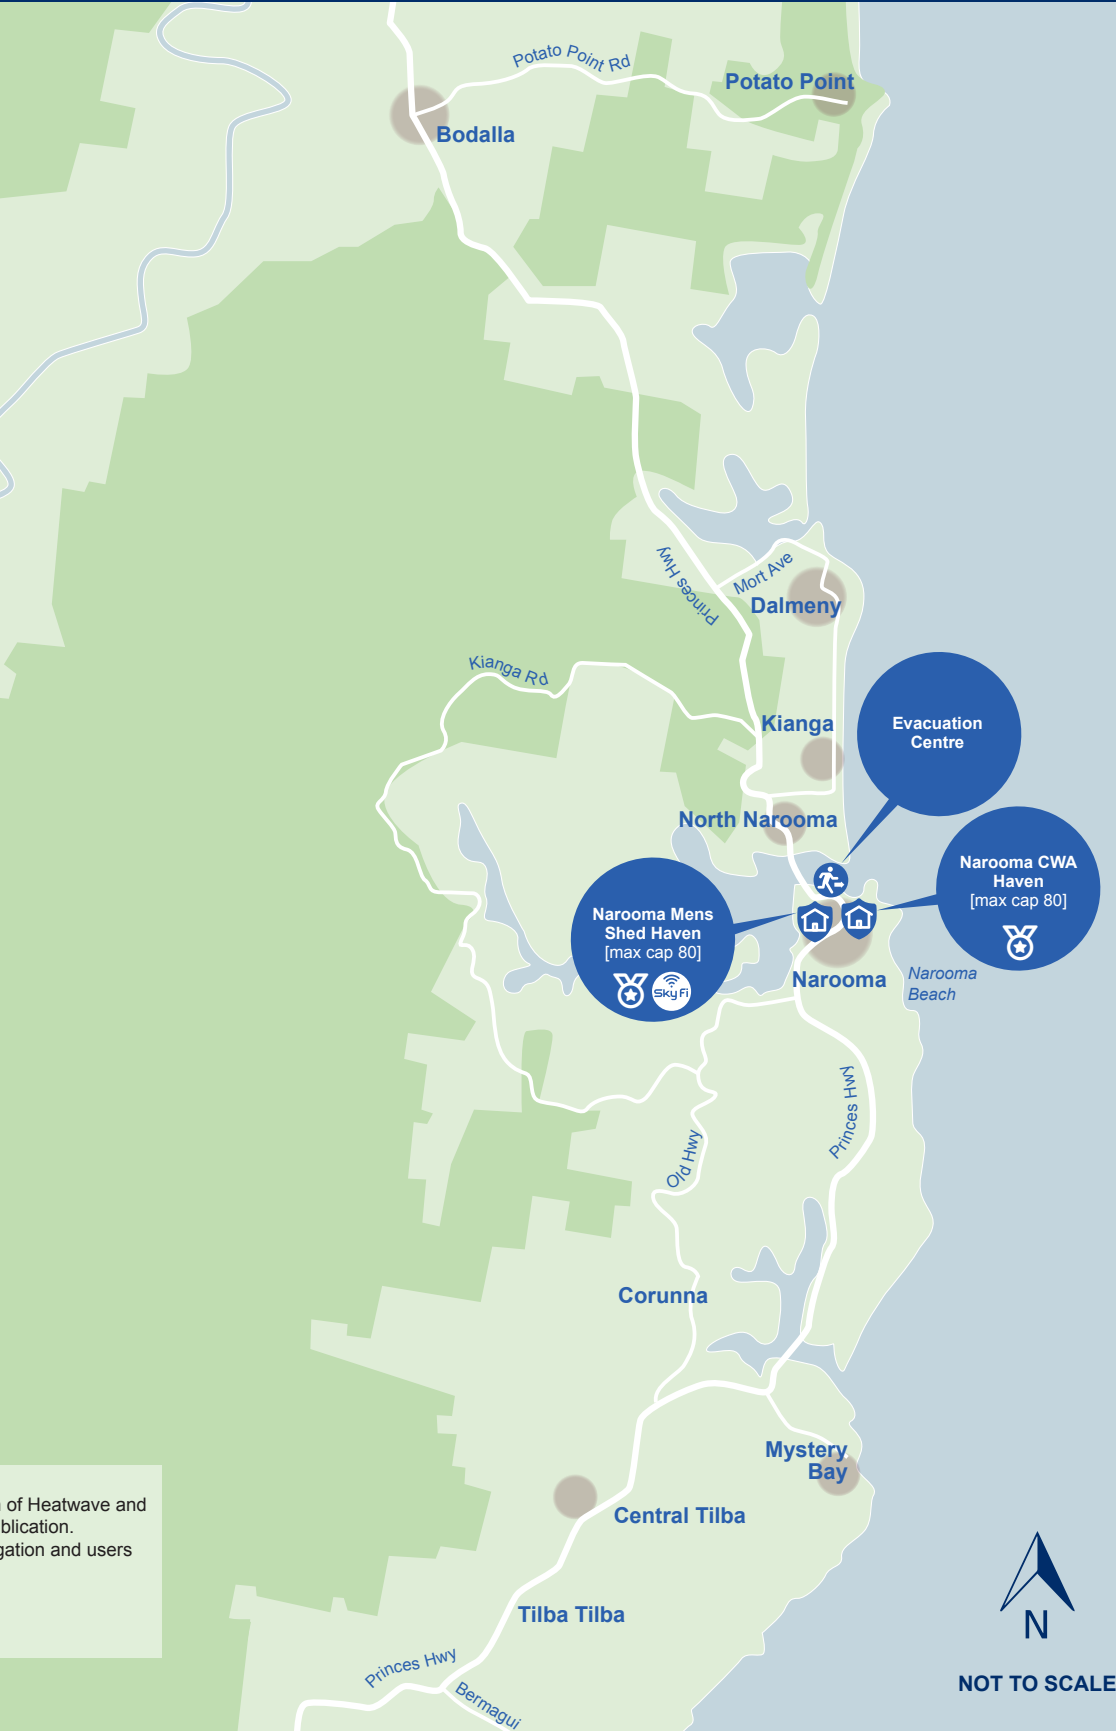 Potato Point Rd
Potato Point
Bodalla
Princes Hwy
Mort Ave
Dalmeny
Kianga Rd
Kianga
Evacuation
Centre
North Narooma
Narooma CWA
Haven
[max cap 80]
Narooma Mens
Shed Haven
[max cap 80]
Sky Fi
Narooma
Narooma
Beach
Princes Hwy
Old Hwy
Corunna
Mystery
Bay
of Heatwave and
blication.
gation and users
Central Tilba
Tilba Tilba
Princes Hwy
Bermagui
N
NOT TO SCALE